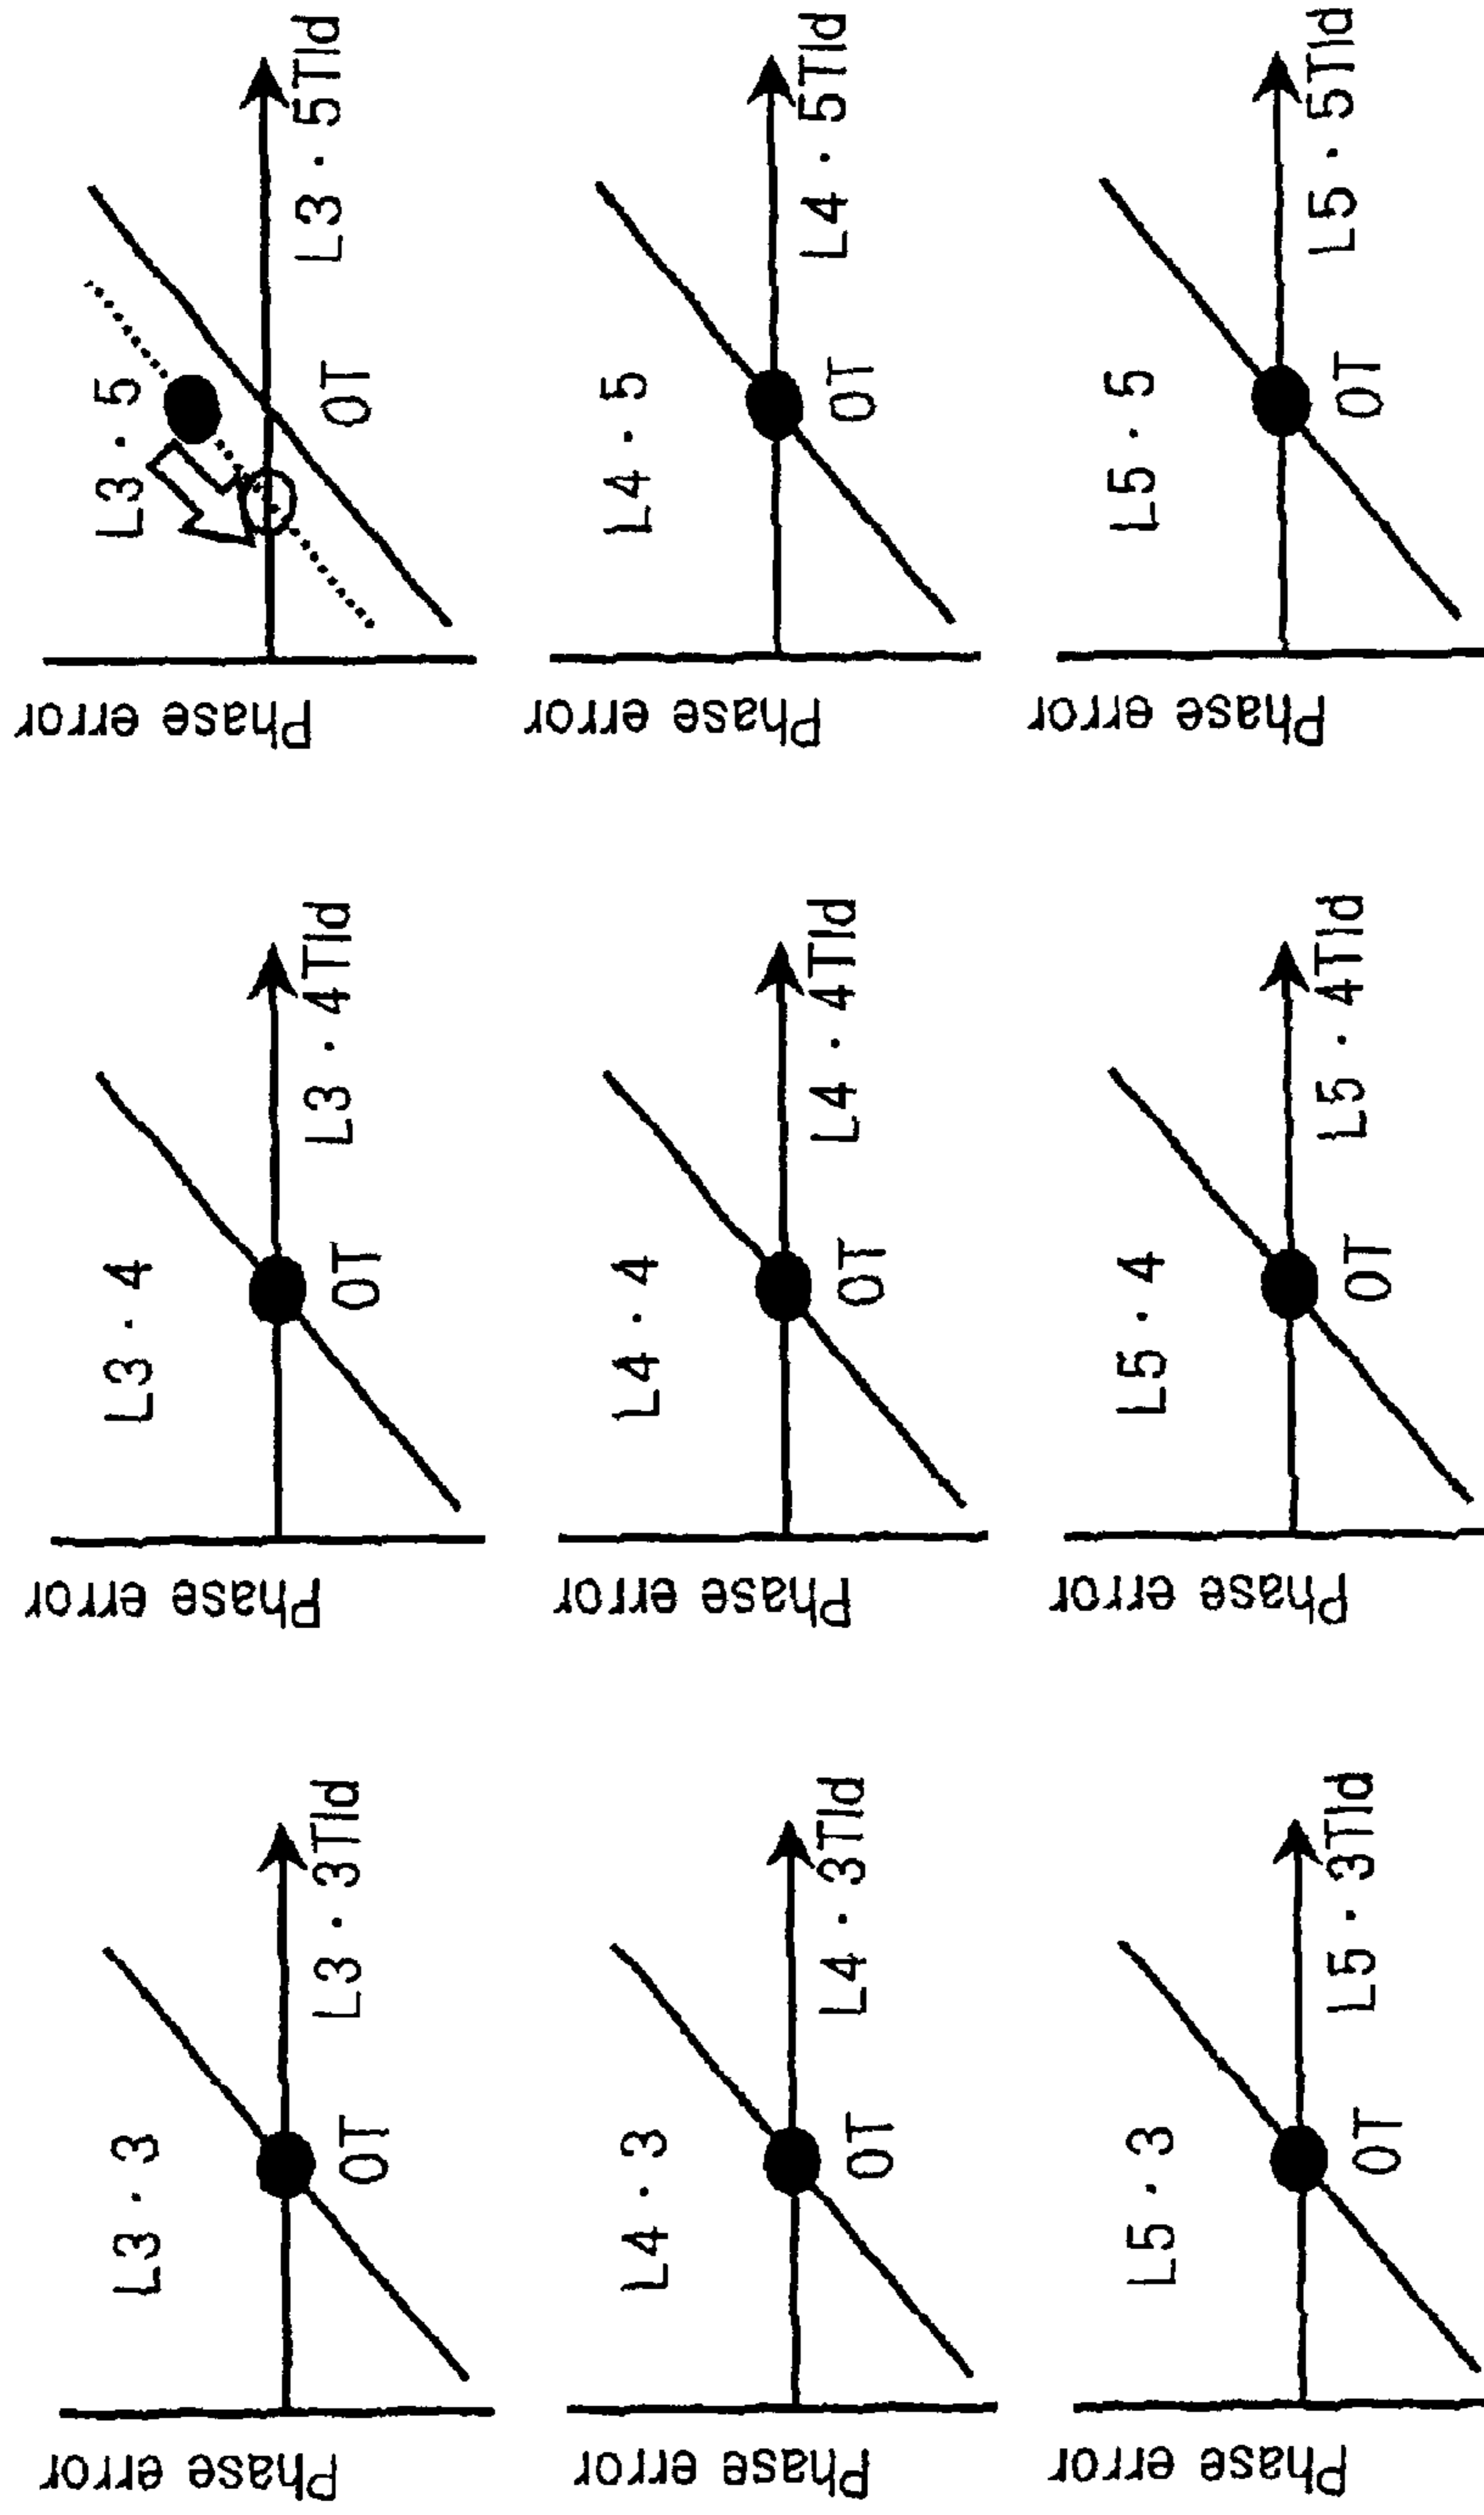 L3·3
Phase error
0T
L3·3Tld
L3·4
Phase error
0T
L3·4Tld
L3·5
Phase error
0T
L3·5Tld
L4·3
Phase error
0T
L4·3Tld
L4·4
Phase error
0T
L4·4Tld
L4·5
Phase error
0T
L4·5Tld
L5·3
Phase error
0T
L5·3Tld
L5·4
Phase error
0T
L5·4Tld
L5·5
Phase error
0T
L5·5Tld